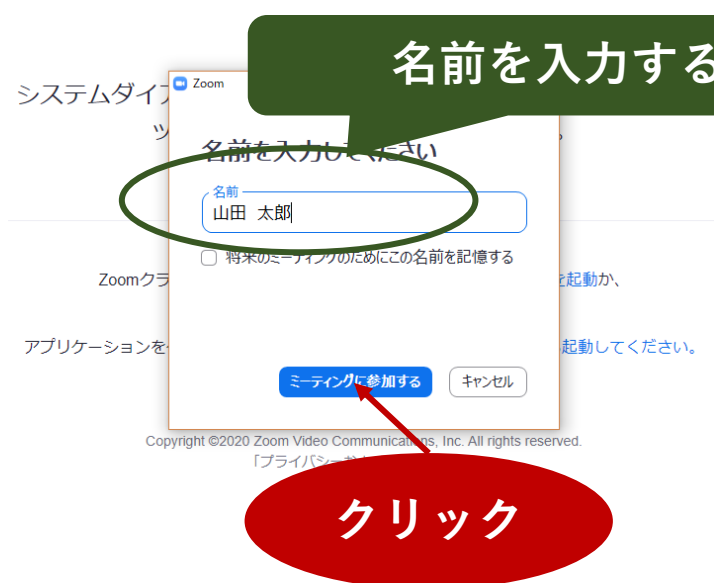 名前を入力する
Zoom
システムダイア
ツ
名前を入力してください
名前
山田 太郎
将来のミーティングのためにこの名前を記憶する
Zoomクラ
を起動か、
アプリケーションを
起動してください。
ミーティングに参加する
キャンセル
Copyright ©2020 Zoom Video Communications, Inc. All rights reserved.
「プライバシー
クリック